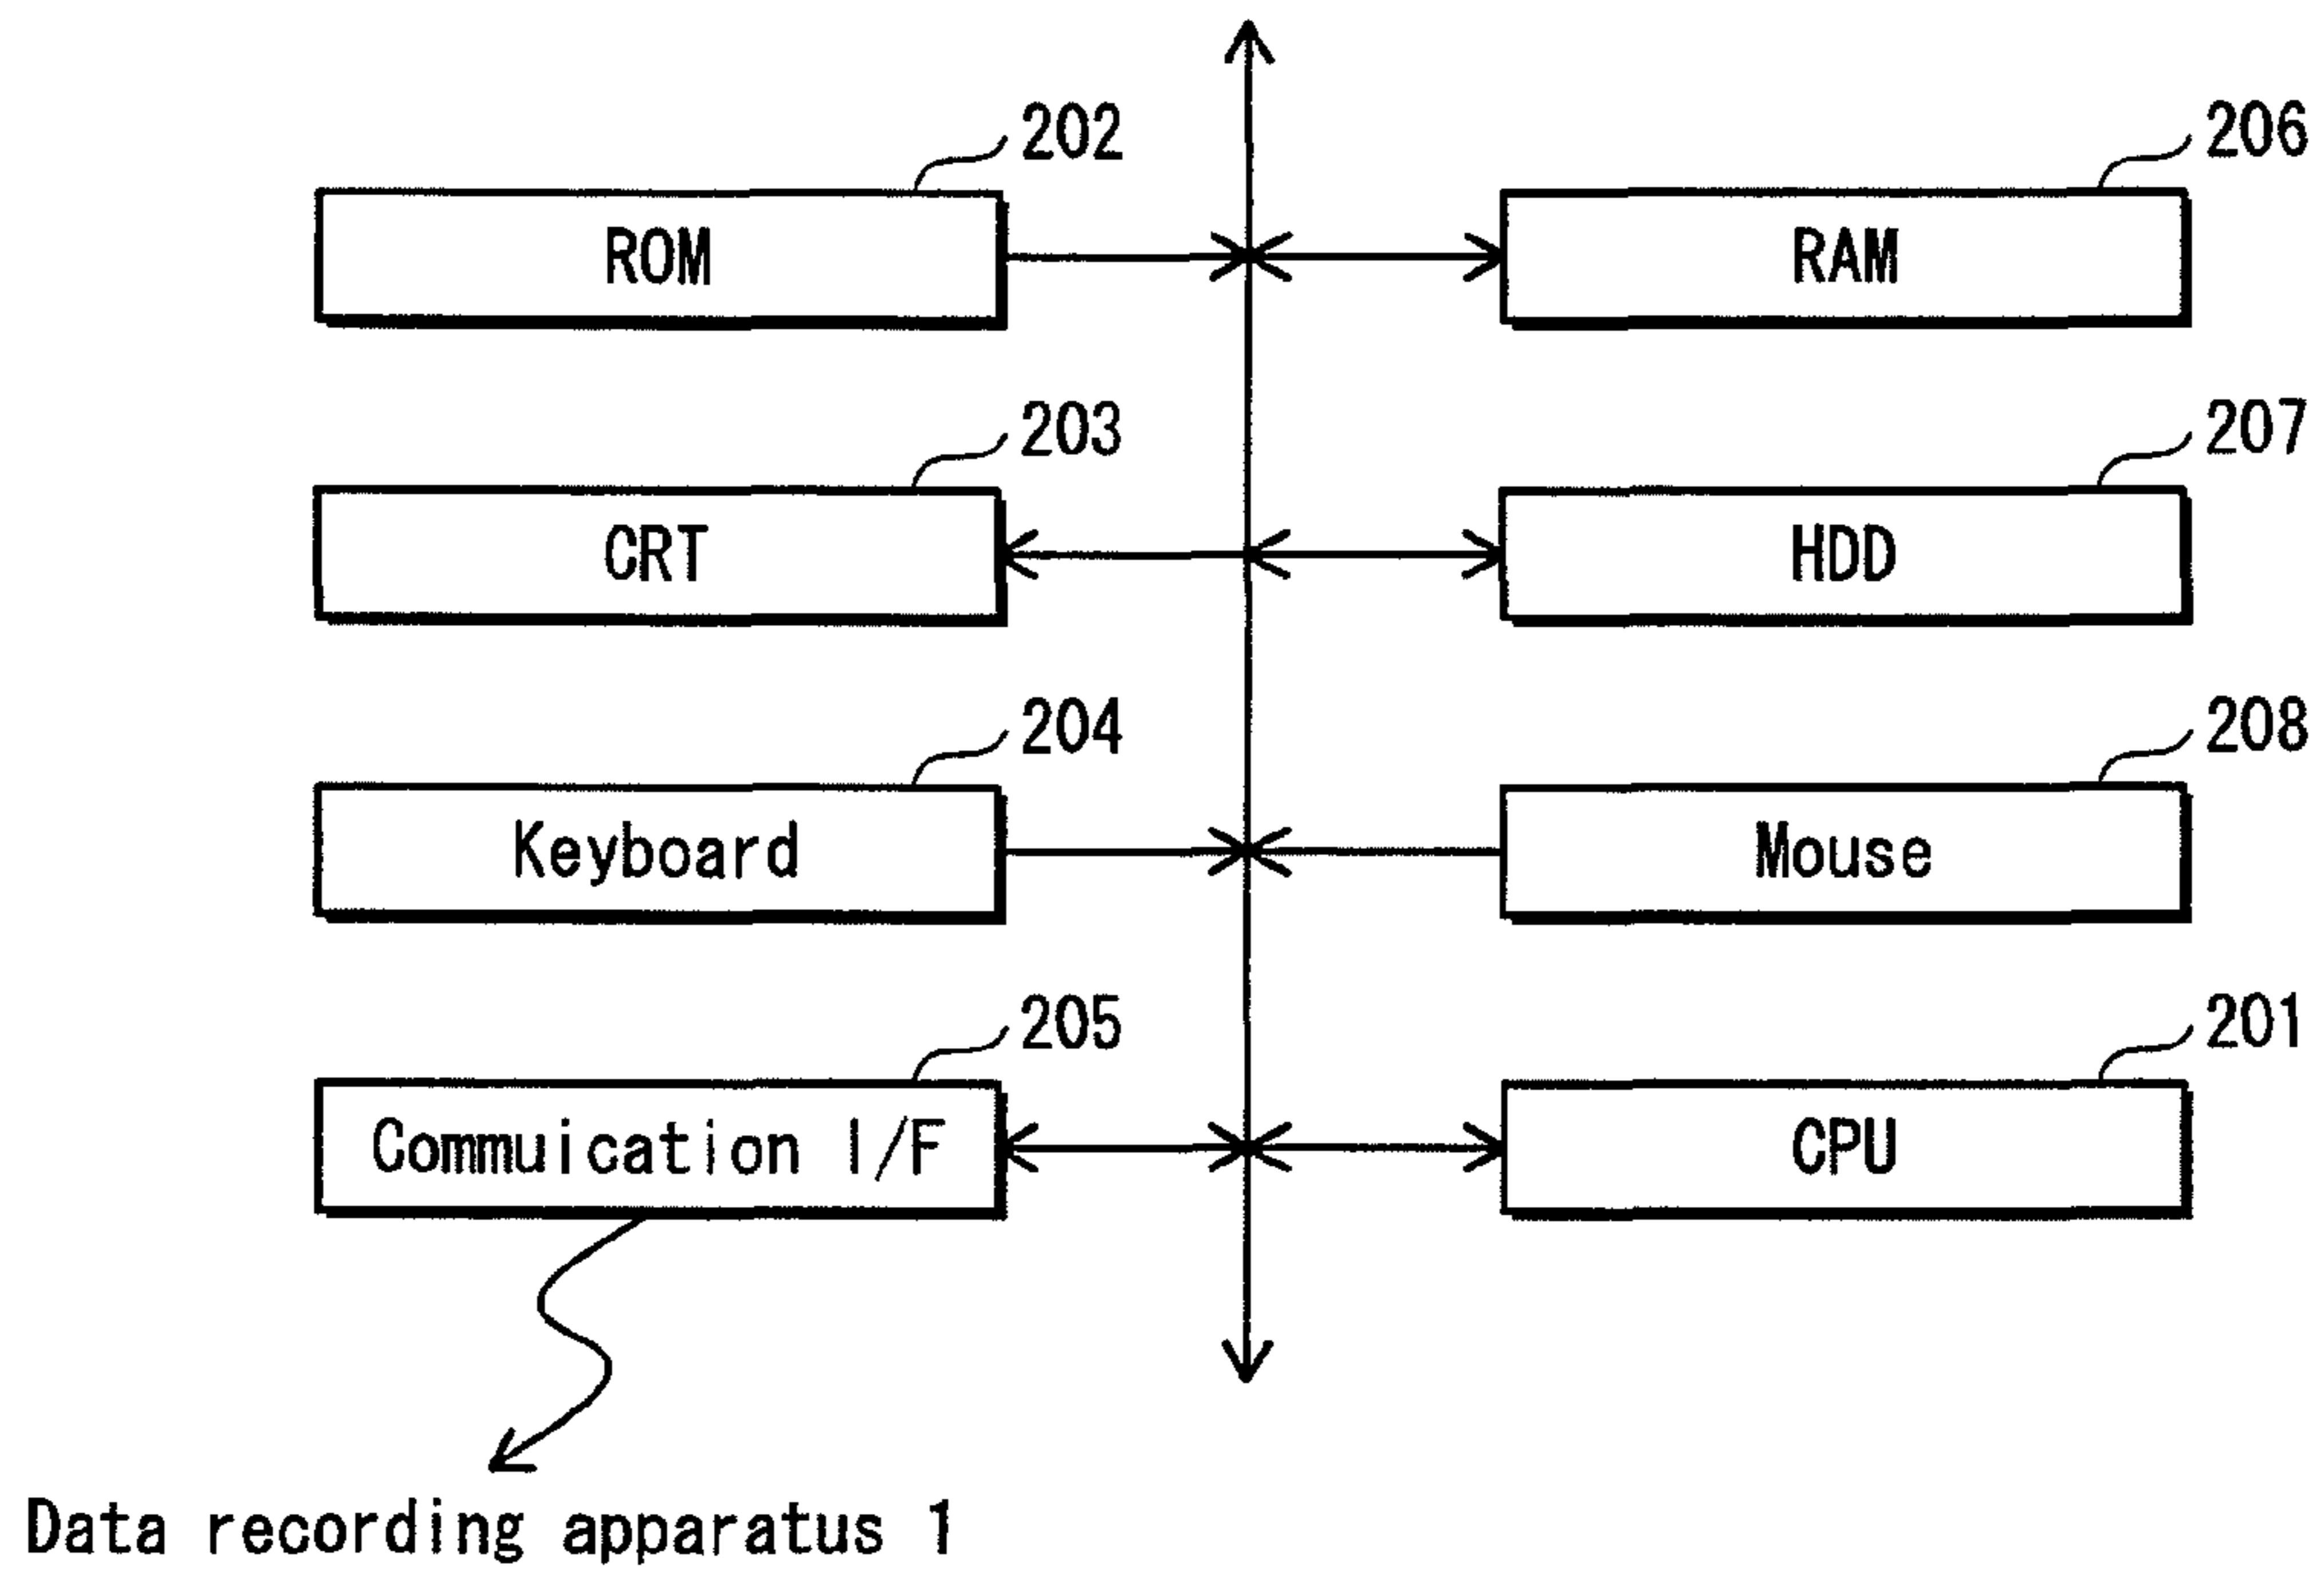 202
206
ROM
RAM
203
207
CRT
HDD
204
208
Keyboard
Mouse
205
201
Commuication I/F
CPU
Data recording apparatus 1